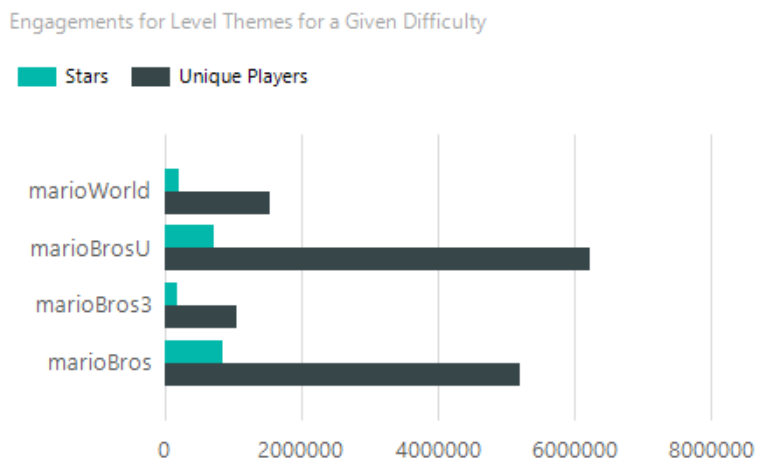 Engagements for Level Themes for a Given Difficulty
Stars Unique Players
marioWorld
marioBrosU
marioBros3
marioBros
0 2000000 4000000 6000000 8000000